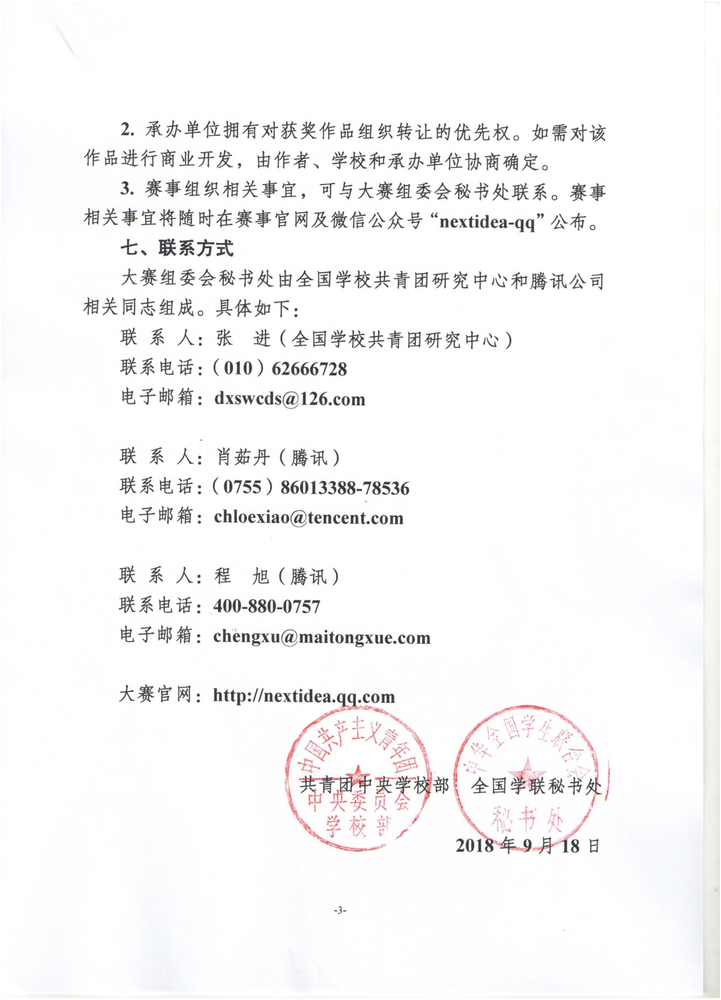 2. 承办单位拥有对获奖作品组织转让的优先权。如需对该
作品进行商业开发，由作者、学校和承办单位协商确定。
3. 赛事组织相关事宜，可与大赛组委会秘书处联系。赛事
相关事宜将随时在赛事官网及微信公众号“nextidea-qq”公布。
七、联系方式
大赛组委会秘书处由全国学校共青团研究中心和腾讯公司
相关同志组成。具体如下：
联 系 人：张 进（全国学校共青团研究中心）
联系电话：（010）62666728
电子邮箱：dxswcds@126.com
联 系 人：肖茹丹（腾讯）
联系电话：（0755）86013388-78536
电子邮箱：chloexiao@tencent.com
联 系 人：程 旭（腾讯）
联系电话：400-880-0757
电子邮箱：chengxu@maitongxue.com
大赛官网：http://nextidea.qq.com
中国共产主义青年团
中央委员会
学校部
中华全国学生联合会
秘书处
共青团中央学校部 全国学联秘书处
2018 年 9 月 18 日
-3-